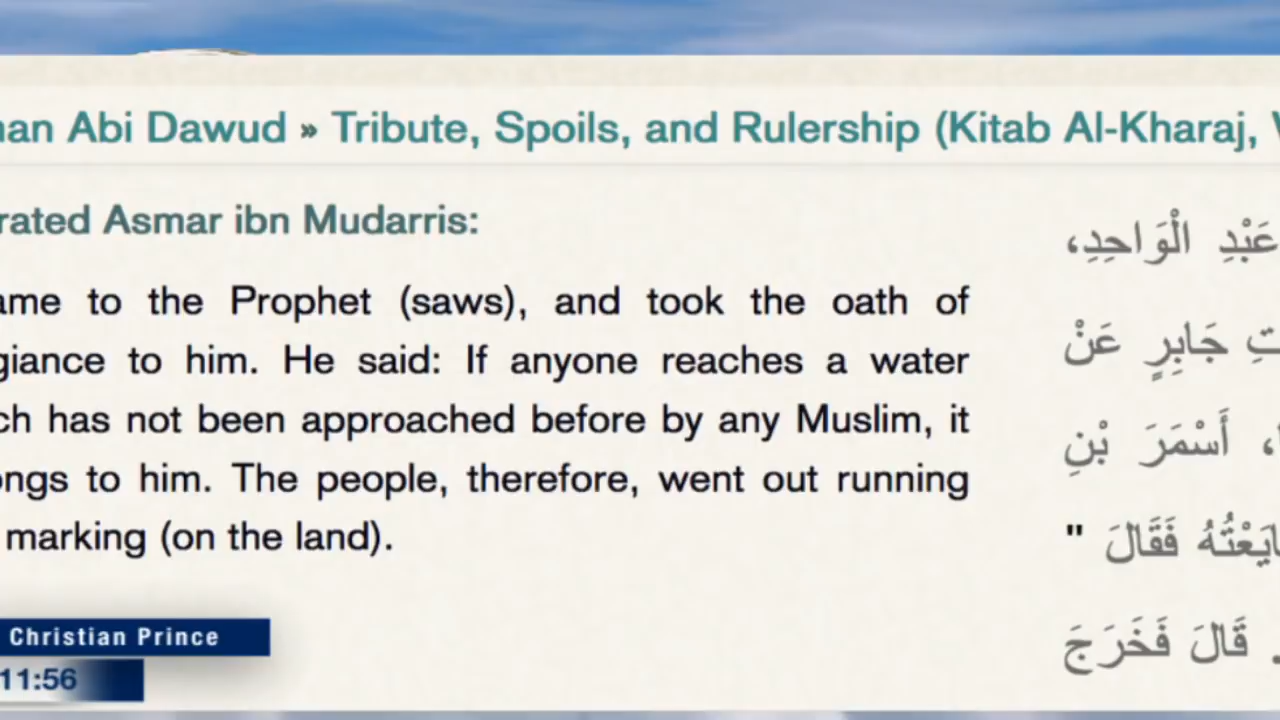 nan Abi Dawud » Tribute, Spoils, and Rulership (Kitab Al-Kharaj,
rated Asmar ibn Mudarris:
ame to the Prophet (saws), and took the oath of
giance to him. He said: If anyone reaches a water
ch has not been approached before by any Muslim, it
ongs to him. The people, therefore, went out running
marking (on the land).
عَبْدِ الْوَاحِدِ،
تِ جَابِرٍ عَنْ
، أَسْمَرَ بْنِ
ايَعْتُهُ فَقَالَ "
. قَالَ فَخَرَجَ
Christian Prince
11:56